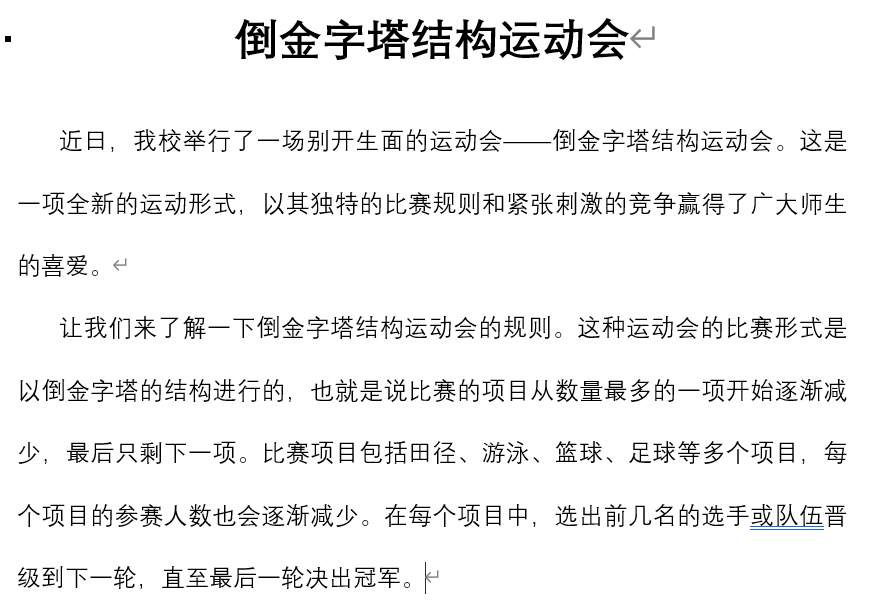 倒金字塔结构运动会
近日，我校举行了一场别开生面的运动会——倒金字塔结构运动会。这是
一项全新的运动形式，以其独特的比赛规则和紧张刺激的竞争赢得了广大师生
的喜爱。
让我们来了解一下倒金字塔结构运动会的规则。这种运动会的比赛形式是
以倒金字塔的结构进行的，也就是说比赛的项目从数量最多的一项开始逐渐减
少，最后只剩下一项。比赛项目包括田径、游泳、篮球、足球等多个项目，每
个项目的参赛人数也会逐渐减少。在每个项目中，选出前几名的选手或队伍晋
级到下一轮，直至最后一轮决出冠军。